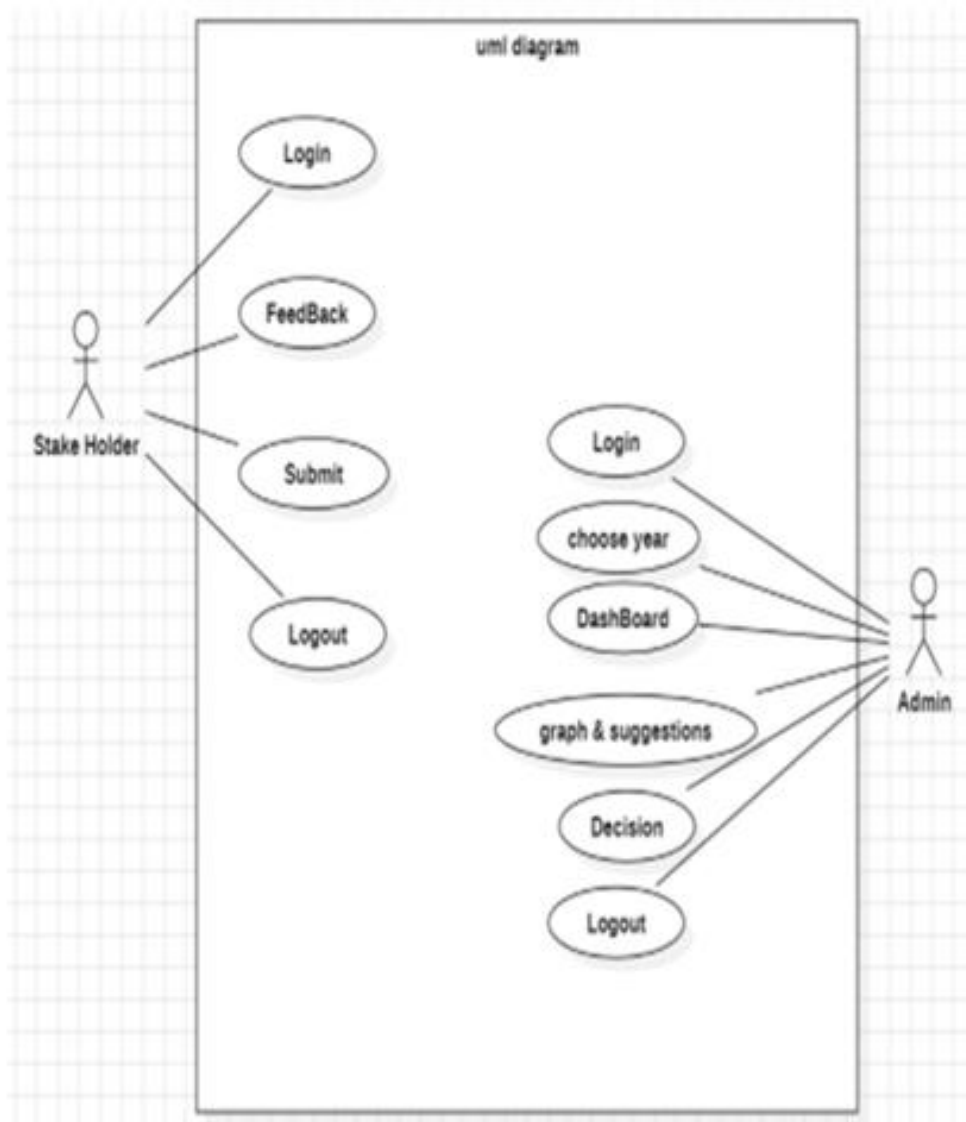 uml diagram
Login
FeedBack
Stake Holder
Submit
Logout
Login
choose year
DashBoard
graph & suggestions
Decision
Logout
Admin